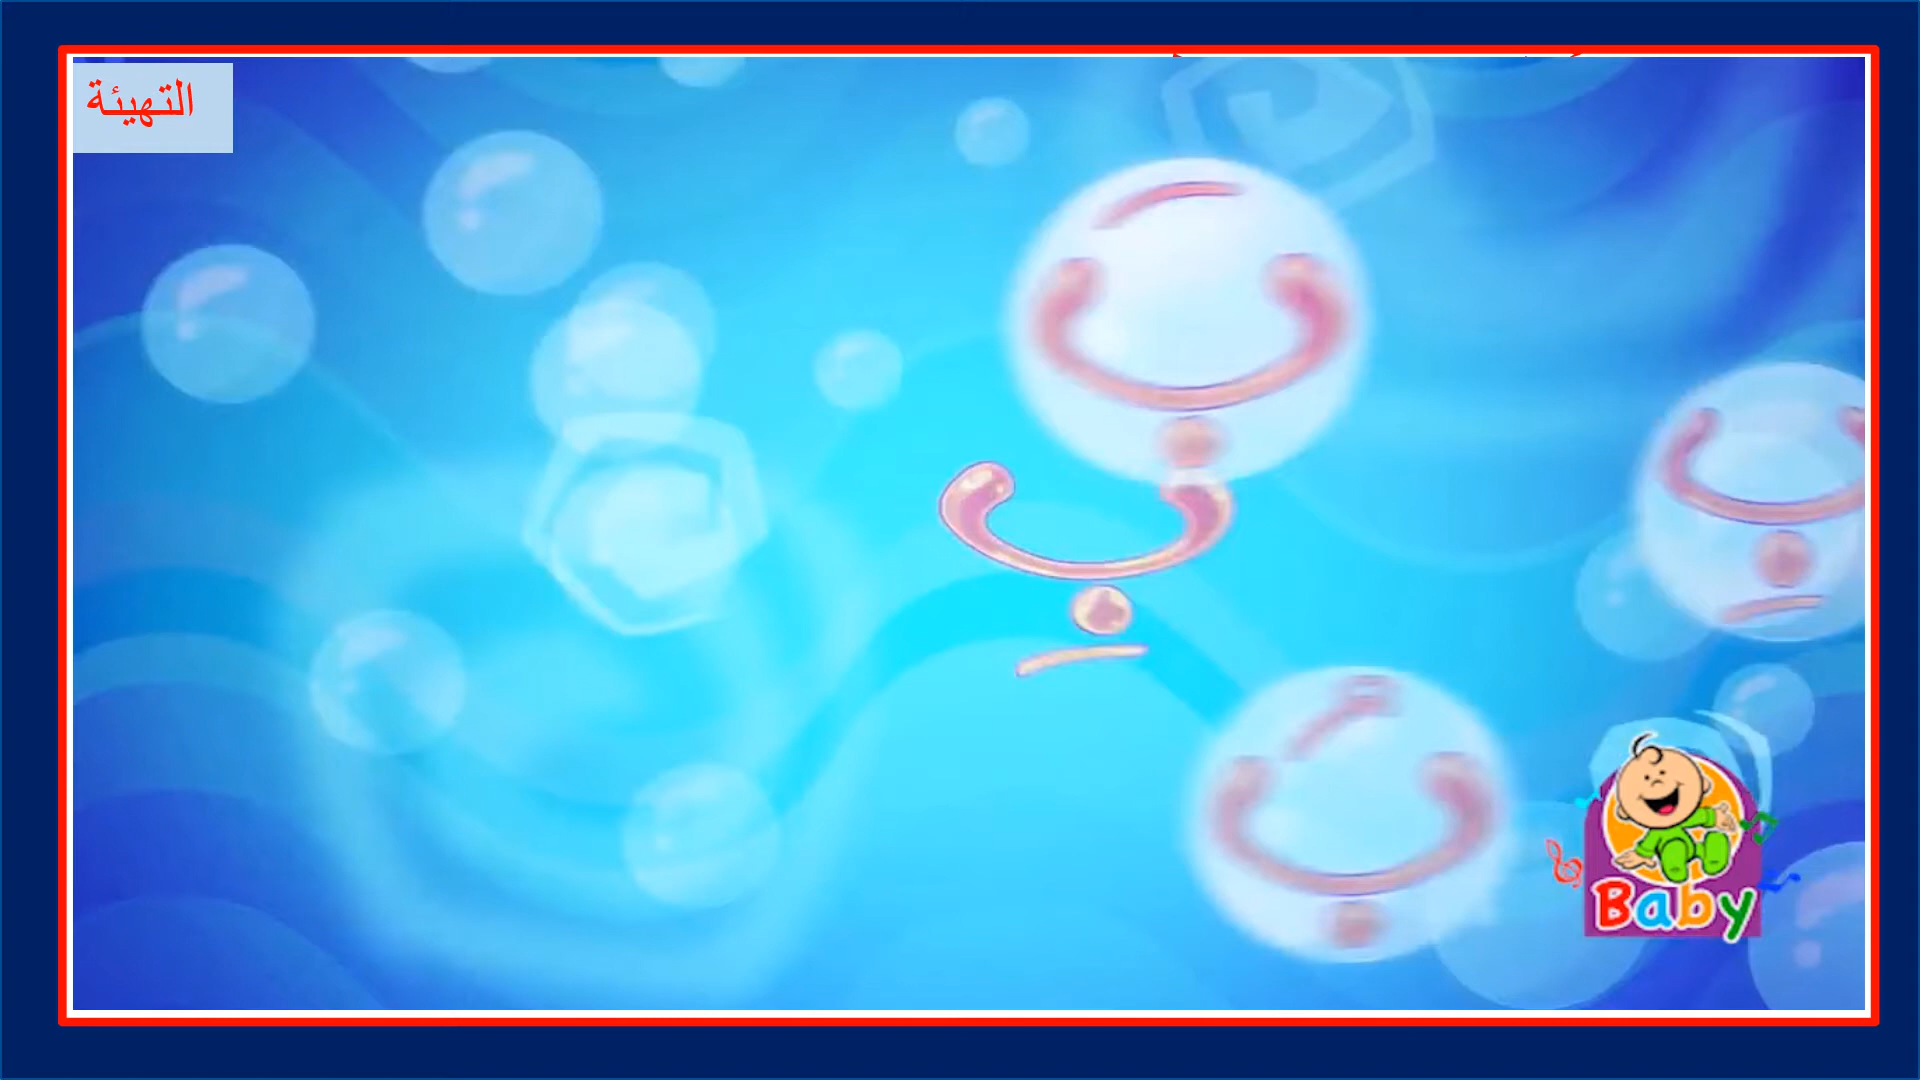 التهيئة
بَ
بِ
بِ
بُ
Baby